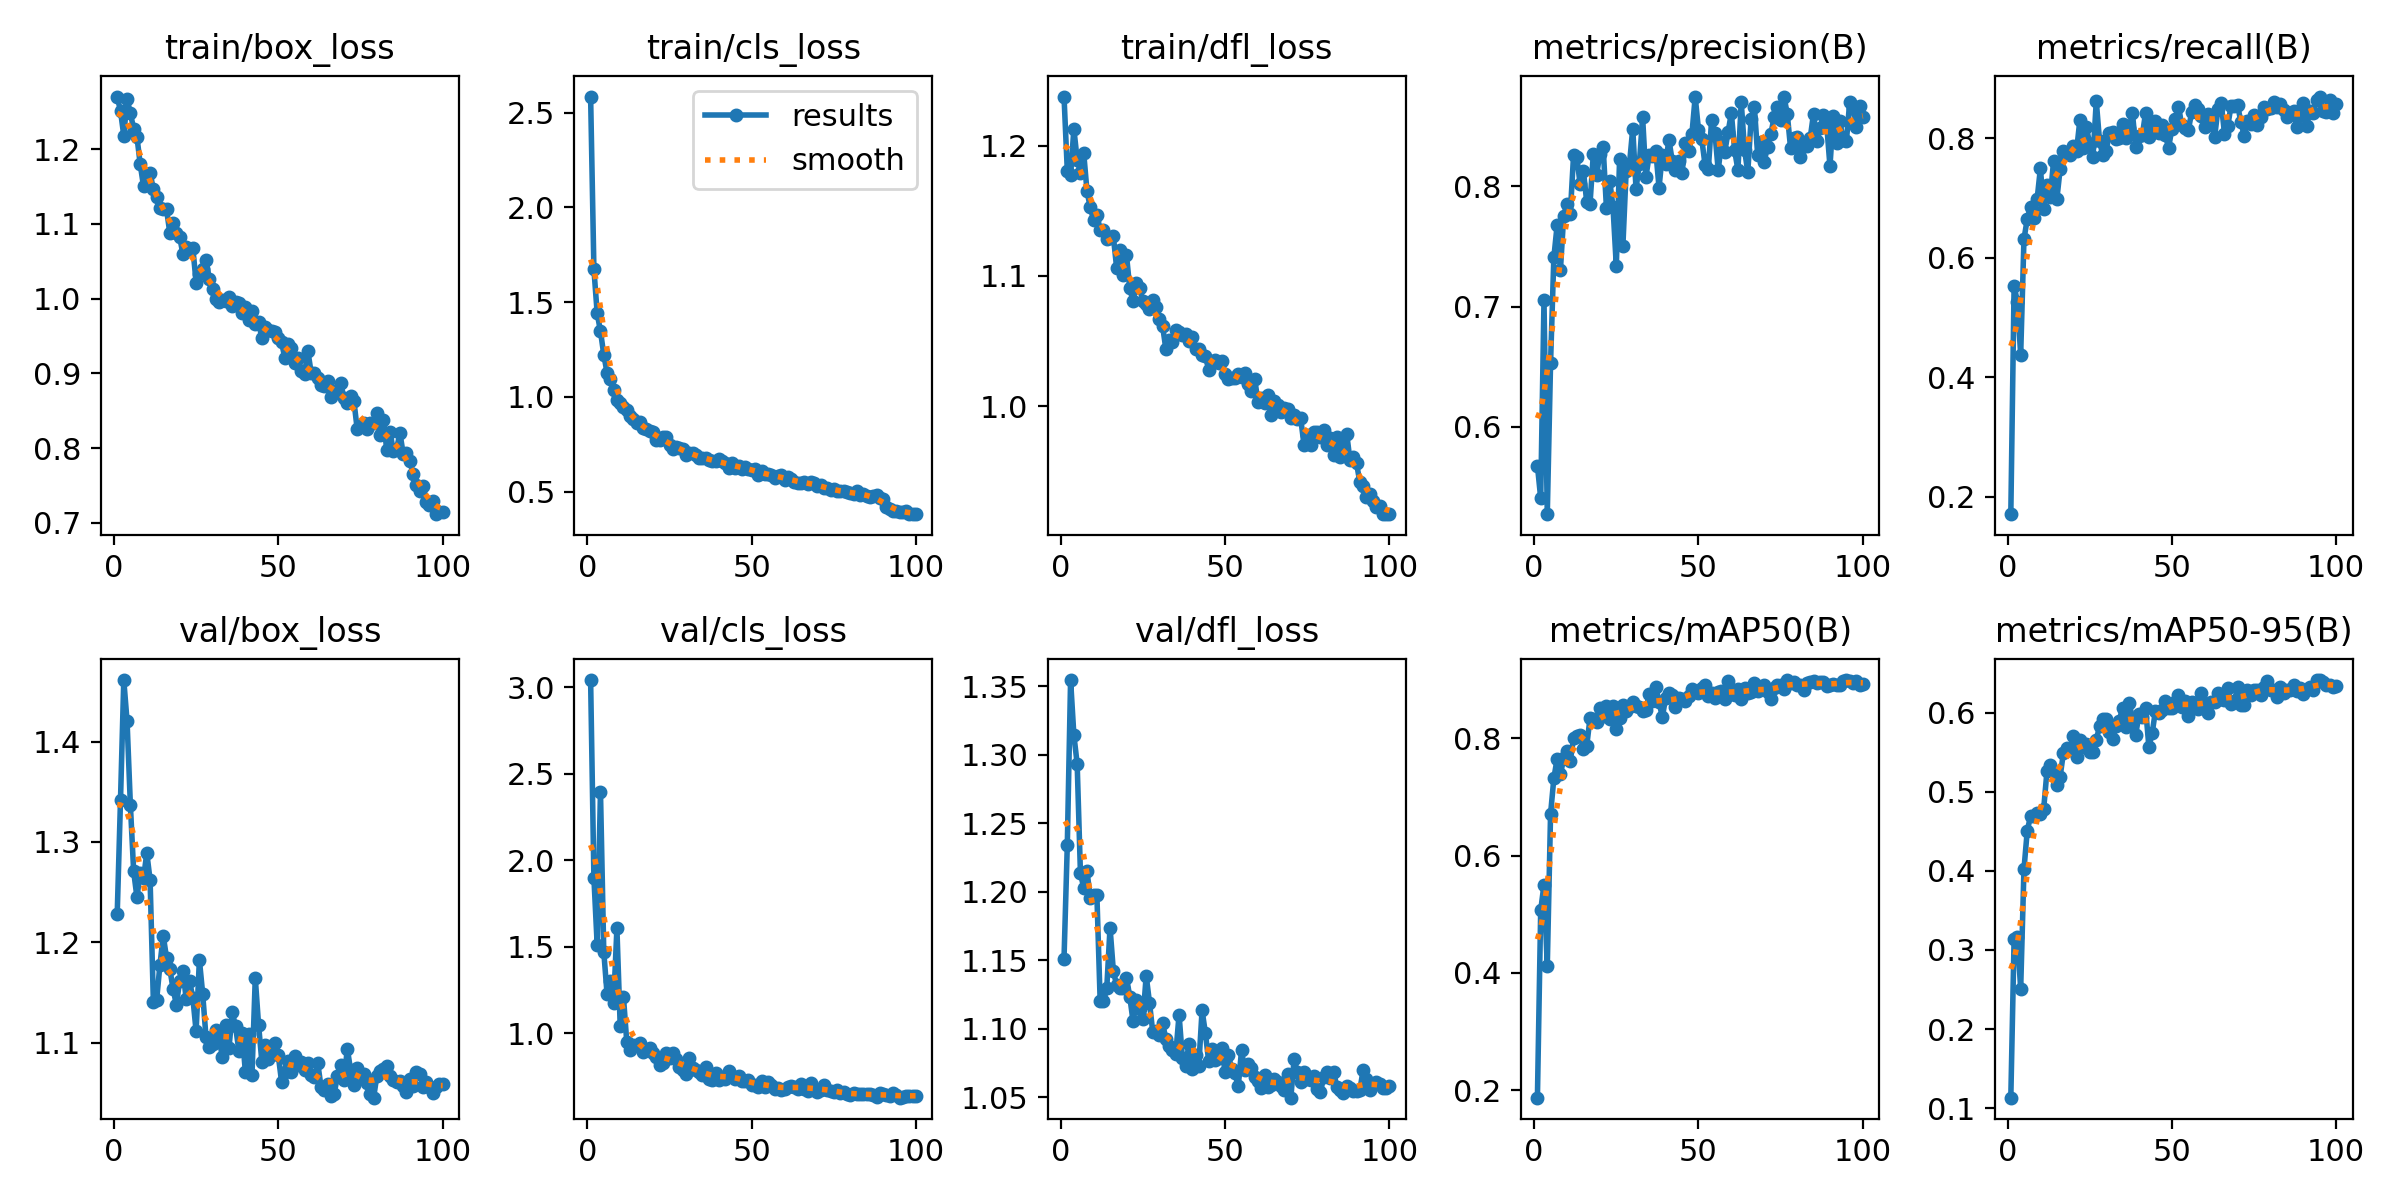 train/box_loss
1.2
1.1
1.0
0.9
0.8
0.7
0 50 100
train/cls_loss
results
smooth
2.5
2.0
1.5
1.0
0.5
0 50 100
train/dfl_loss
1.2
1.1
1.0
0 50 100
metrics/precision(B)
0.8
0.7
0.6
0 50 100
metrics/recall(B)
0.8
0.6
0.4
0.2
0 50 100
val/box_loss
1.4
1.3
1.2
1.1
0 50 100
val/cls_loss
3.0
2.5
2.0
1.5
1.0
0 50 100
val/dfl_loss
1.35
1.30
1.25
1.20
1.15
1.10
1.05
0 50 100
metrics/mAP50(B)
0.8
0.6
0.4
0.2
0 50 100
metrics/mAP50-95(B)
0.6
0.5
0.4
0.3
0.2
0.1
0 50 100